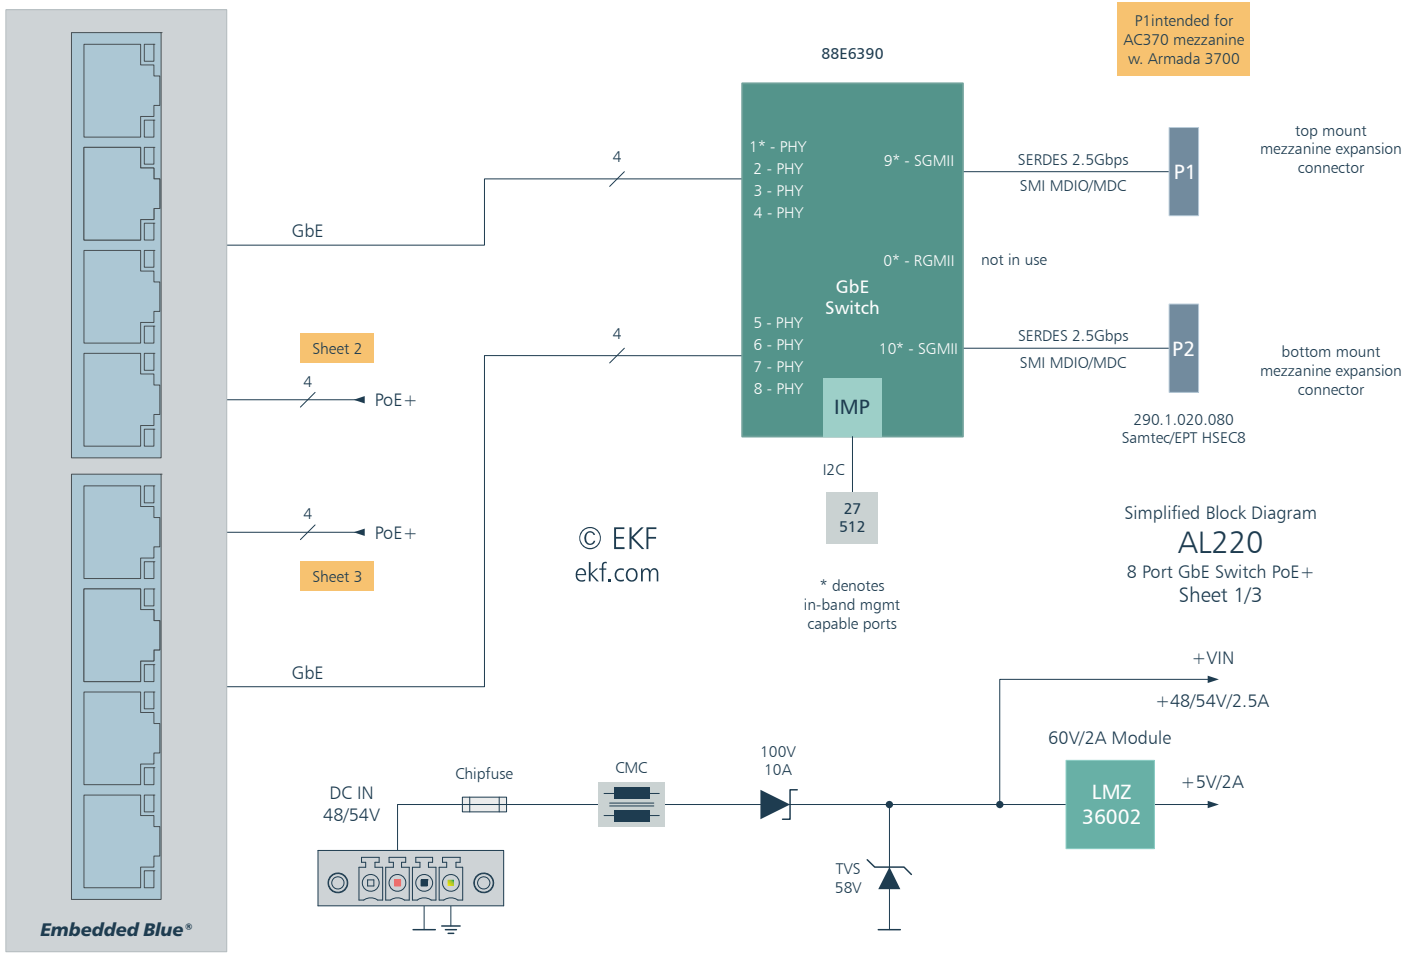 88E6390
P1intended for
AC370 mezzanine
w. Armada 3700
1* - PHY
2 - PHY
3 - PHY
4 - PHY
9* - SGMII
0* - RGMII
GbE
Switch
5 - PHY
6 - PHY
7 - PHY
8 - PHY
10* - SGMII
IMP
4
GbE
SERDES 2.5Gbps
SMI MDIO/MDC
P1
top mount
mezzanine expansion
connector
not in use
4
SERDES 2.5Gbps
SMI MDIO/MDC
P2
bottom mount
mezzanine expansion
connector
290.1.020.080
Samtec/EPT HSEC8
Sheet 2
4
PoE+
4
PoE+
Sheet 3
GbE
I2C
27
512
© EKF
ekf.com
* denotes
in-band mgmt
capable ports
Simplified Block Diagram
AL220
8 Port GbE Switch PoE+
Sheet 1/3
+VIN
+48/54V/2.5A
60V/2A Module
LMZ
36002
+5V/2A
DC IN
48/54V
Chipfuse
CMC
100V
10A
TVS
58V
Embedded Blue®